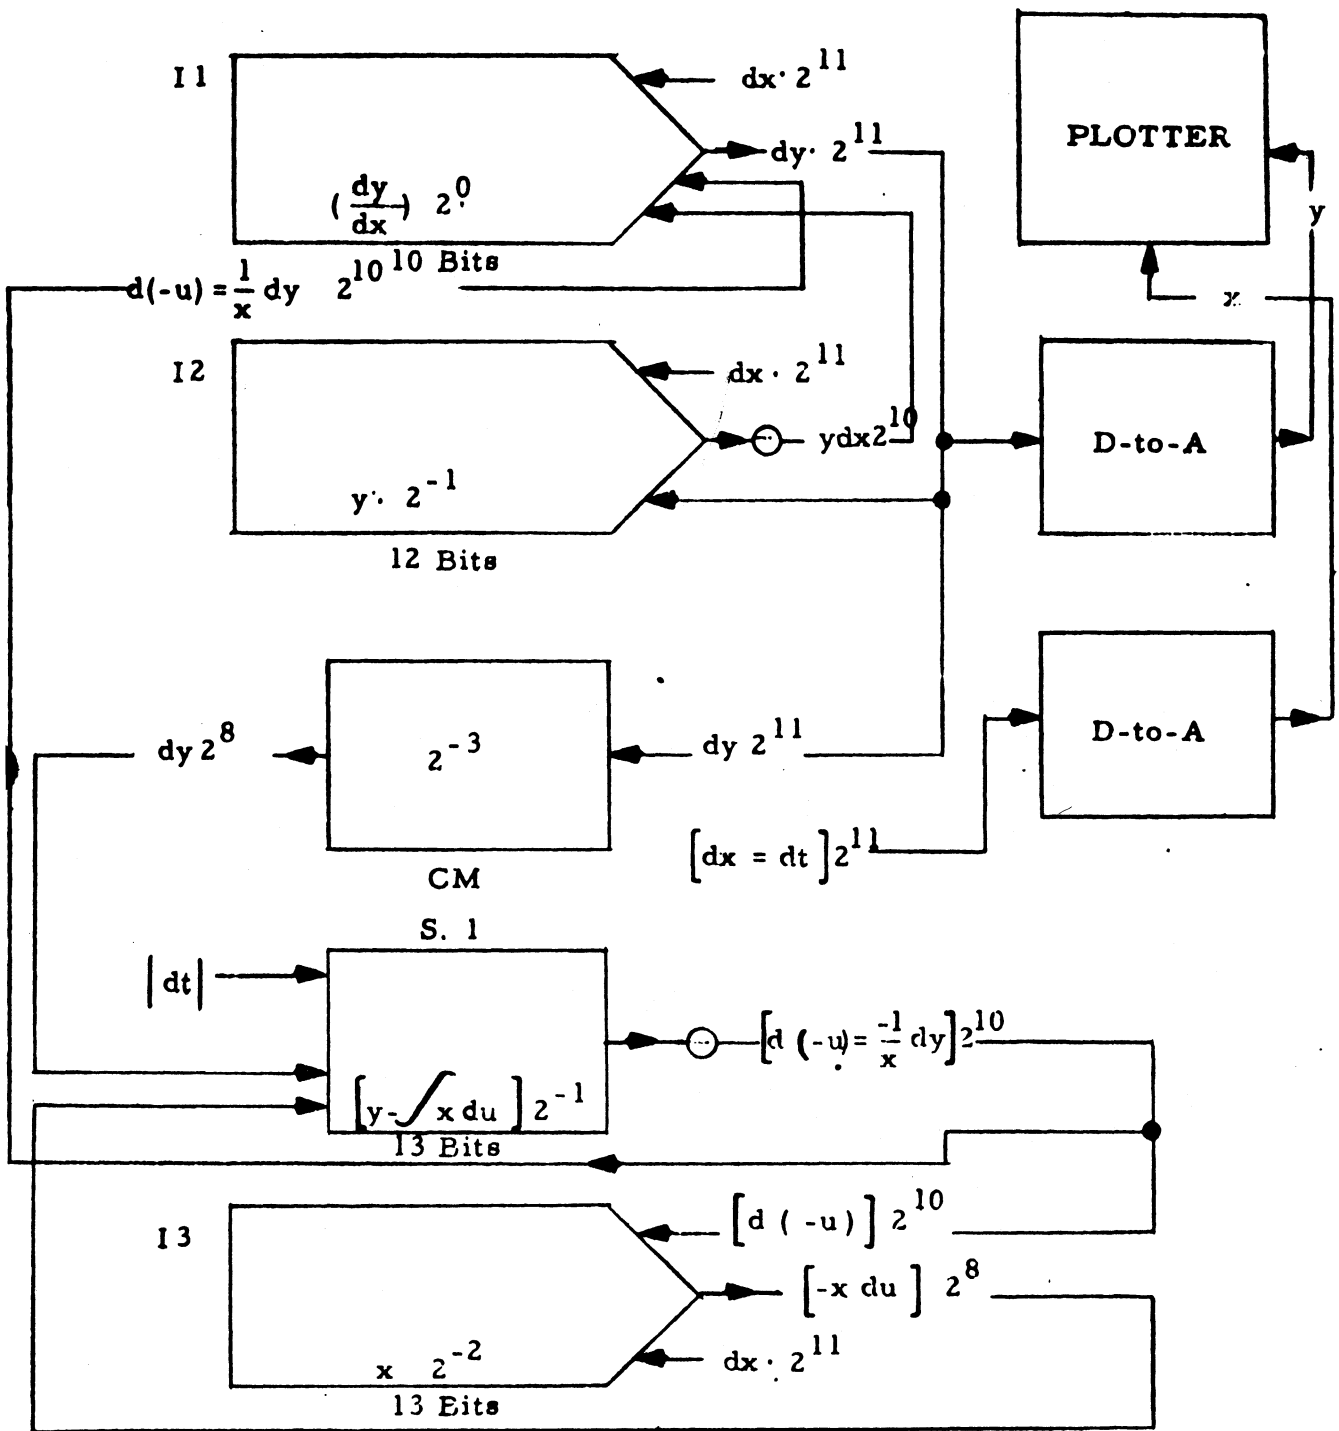 I1
dx· 2^11
PLOTTER
dy· 2^11
(dy/dx) 2^0
y
10 Bits
d(-u) = 1/x dy 2^10
x
I2
dx · 2^11
ydx2^10
D-to-A
y· 2^-1
12 Bits
dy 2^8
2^-3
dy 2^11
D-to-A
[dx = dt] 2^11
CM
S. 1
|dt|
[d (-u) = -1/x dy] 2^10
[y - ∫ x du] 2^-1
13 Bits
I3
[d (-u)] 2^10
[-x du] 2^8
x 2^-2
dx · 2^11
13 Bits